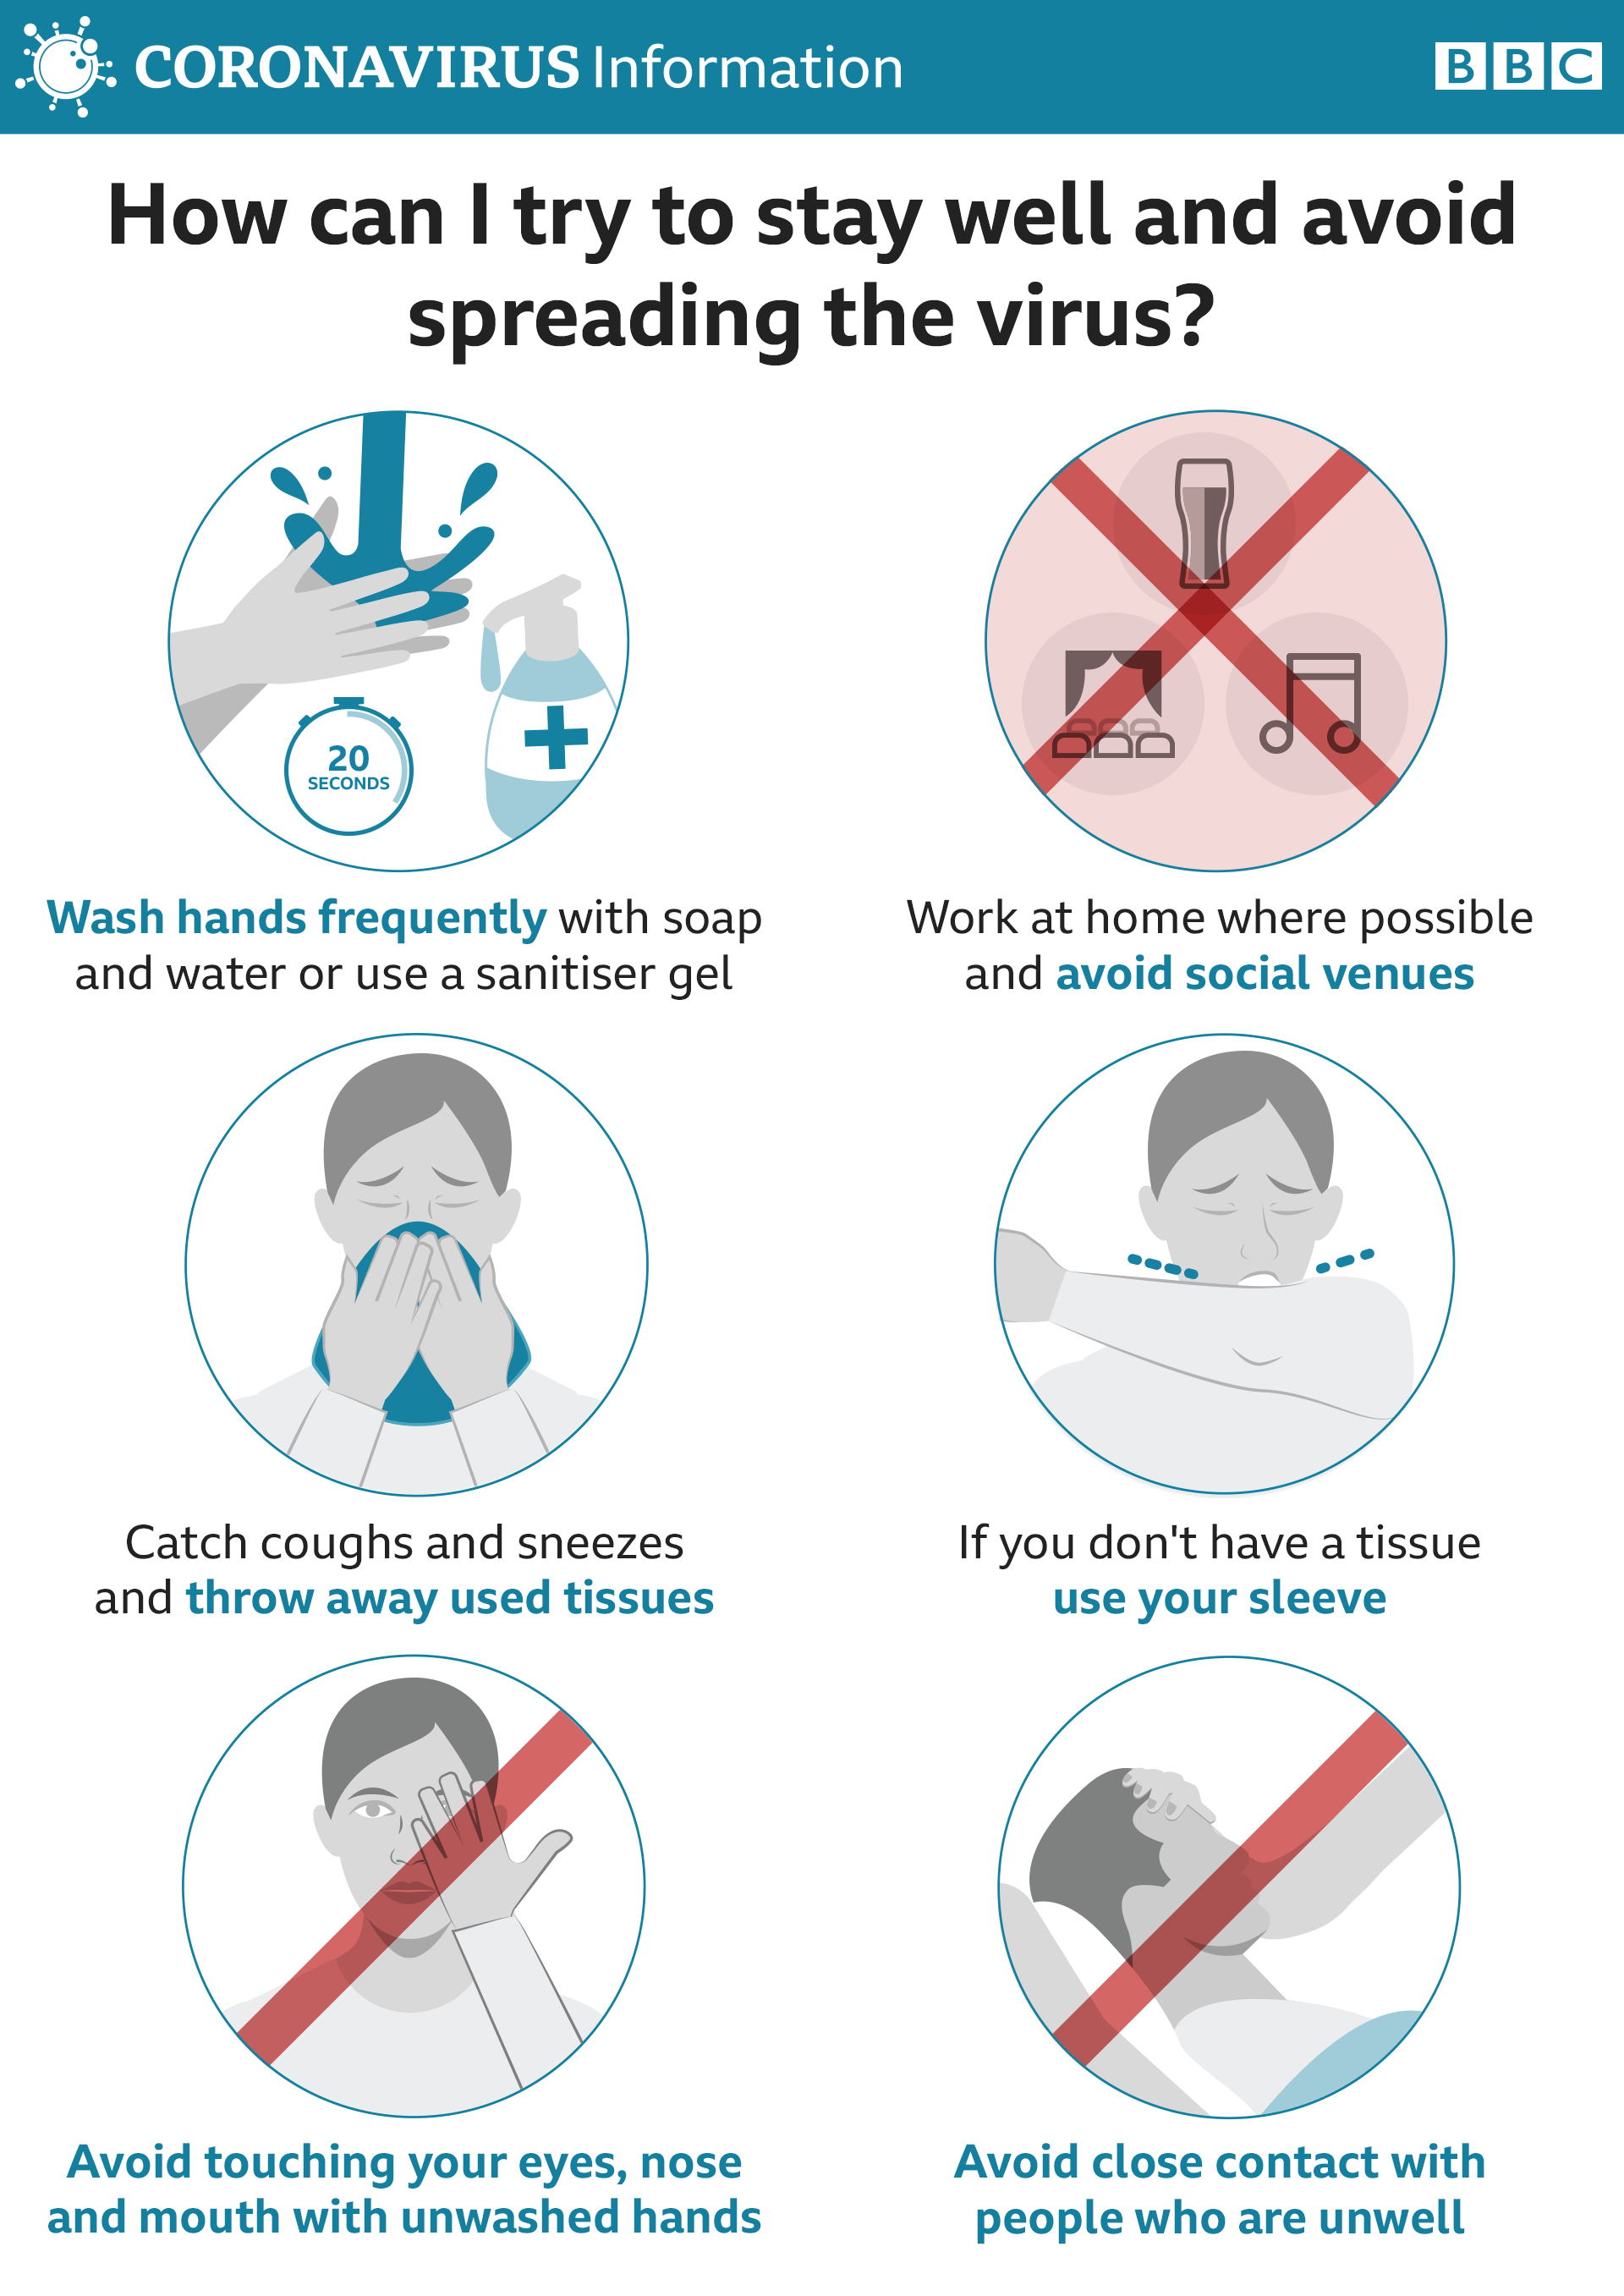 CORONAVIRUS Information
BBC
How can I try to stay well and avoid
spreading the virus?
20
SECONDS
Wash hands frequently with soap
and water or use a sanitiser gel
Work at home where possible
and avoid social venues
Catch coughs and sneezes
and throw away used tissues
If you don't have a tissue
use your sleeve
Avoid touching your eyes, nose
and mouth with unwashed hands
Avoid close contact with
people who are unwell